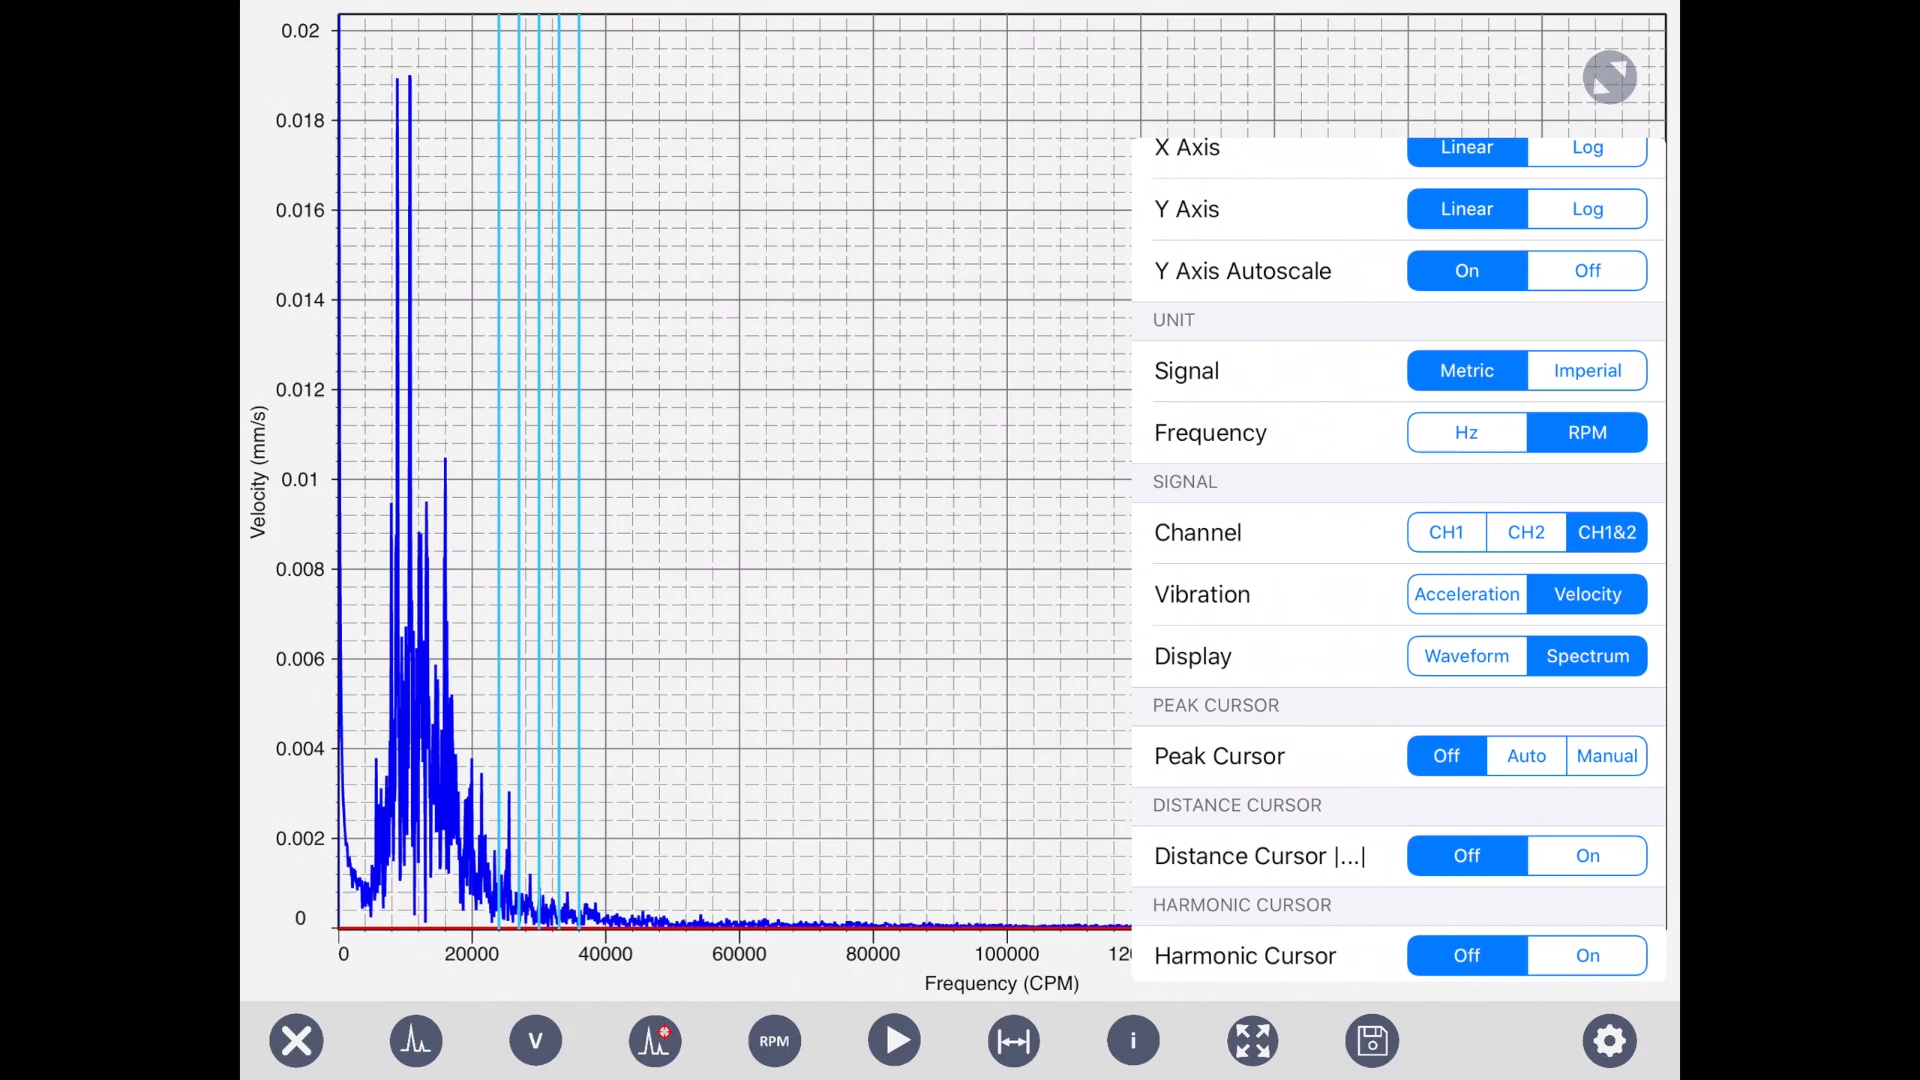 0.02
0.018
0.016
0.014
0.012
0.01
0.008
0.006
0.004
0.002
0
Velocity (mm/s)
0
20000
40000
60000
80000
100000
120
Frequency (CPM)
X Axis Linear Log
Y Axis Linear Log
Y Axis Autoscale On Off
UNIT
Signal Metric Imperial
Frequency Hz RPM
SIGNAL
Channel CH1 CH2 CH1&2
Vibration Acceleration Velocity
Display Waveform Spectrum
PEAK CURSOR
Peak Cursor Off Auto Manual
DISTANCE CURSOR
Distance Cursor |...| Off On
HARMONIC CURSOR
Harmonic Cursor Off On
V RPM i